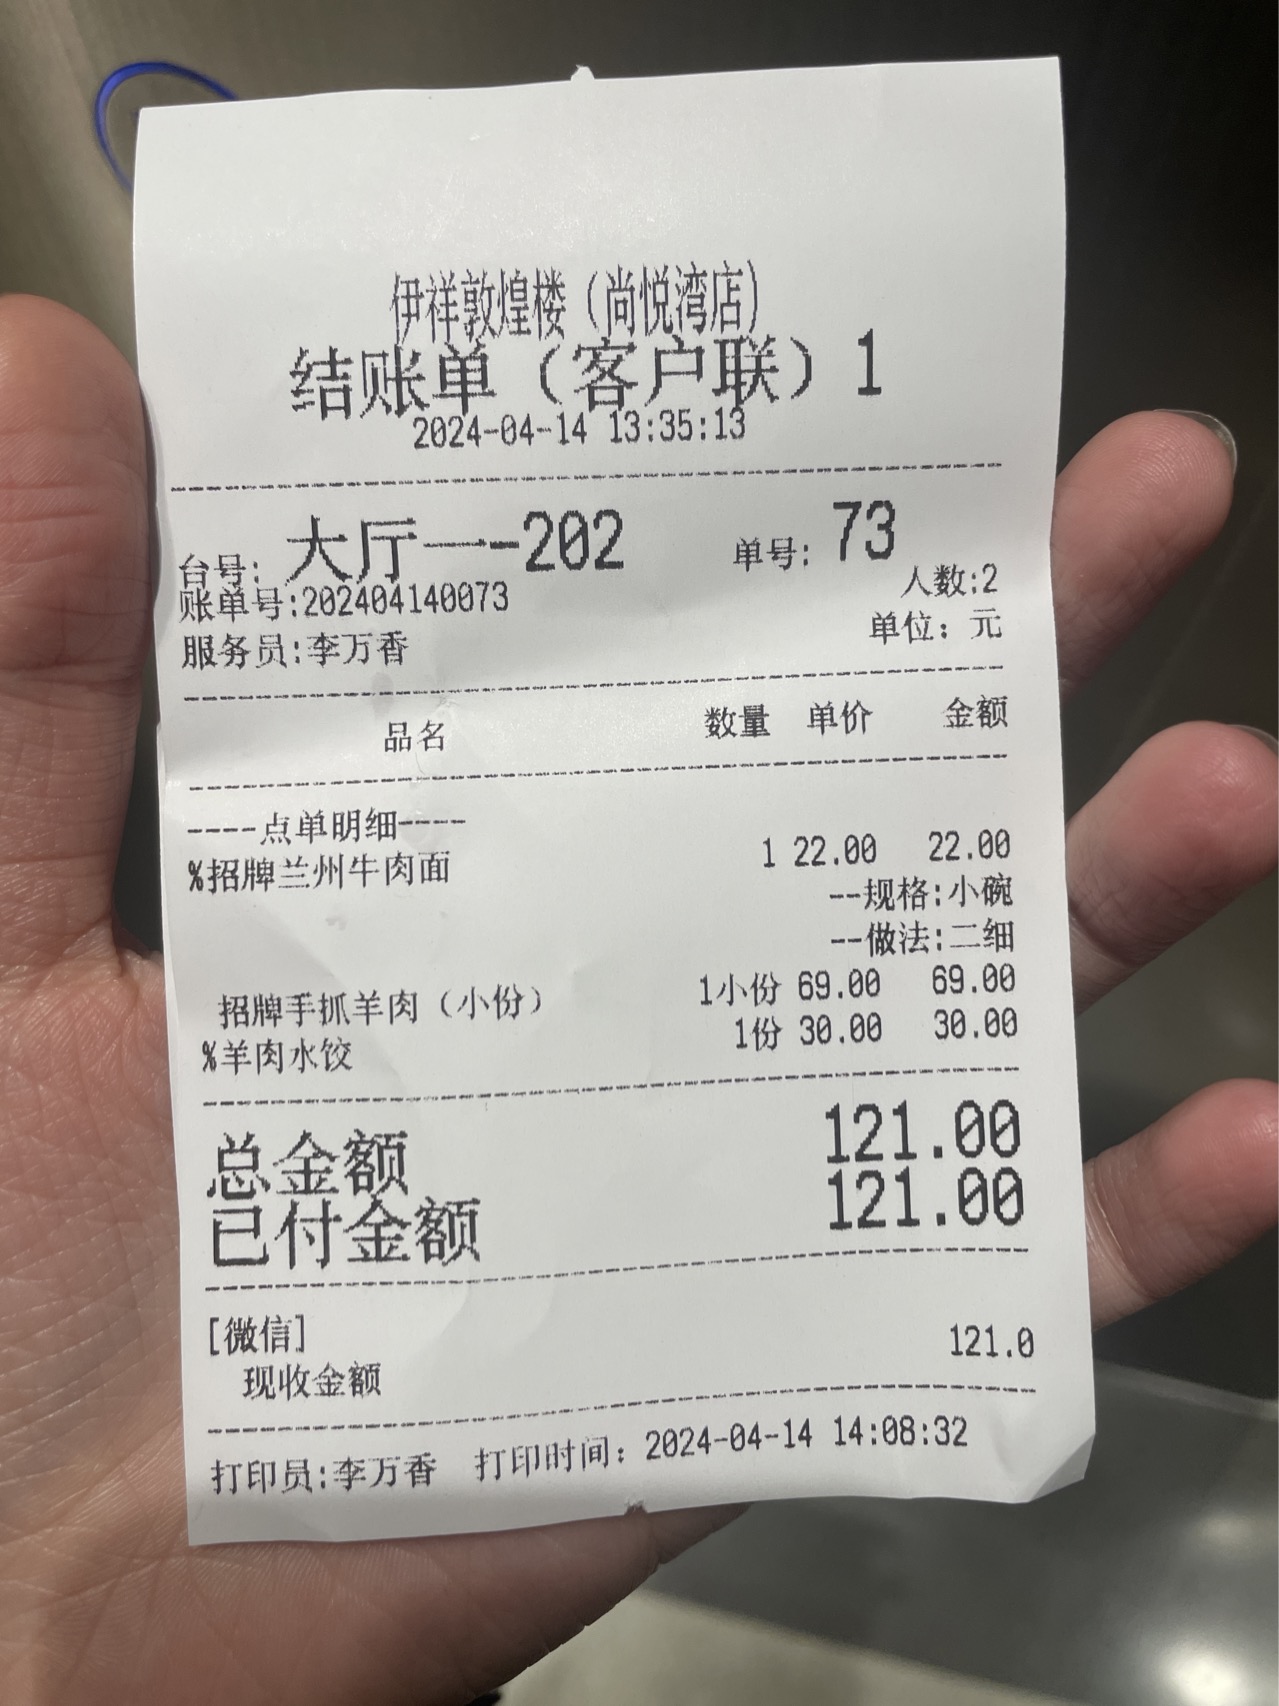 伊祥敦煌楼（尚悦湾店）
结账单（客户联）1
2024-04-14 13:35:13
台号: 大厅一-202 单号: 73
账单号:202404140073 人数:2
服务员:李万香 单位: 元
品名 数量 单价 金额
----点单明细----
%招牌兰州牛肉面 1 22.00 22.00
--规格:小碗
--做法:二细
招牌手抓羊肉（小份） 1小份 69.00 69.00
%羊肉水饺 1份 30.00 30.00
总金额 121.00
已付金额 121.00
[微信]
现收金额 121.0
打印员:李万香 打印时间: 2024-04-14 14:08:32